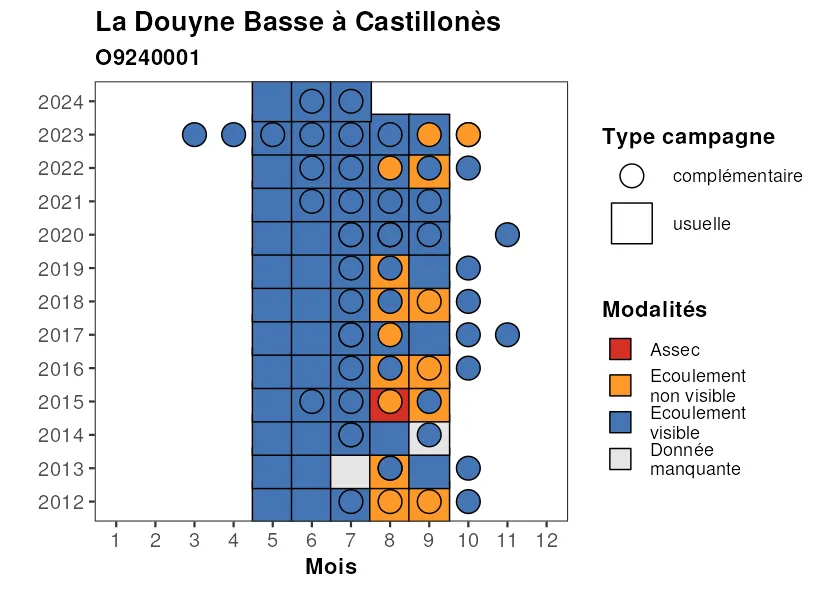 La Douyne Basse à Castillonès
O9240001
2024
2023
2022
2021
2020
2019
2018
2017
2016
2015
2014
2013
2012
1 2 3 4 5 6 7 8 9 10 11 12
Mois
Type campagne
complémentaire
usuelle
Modalités
Assec
Ecoulement
non visible
Ecoulement
visible
Donnée
manquante